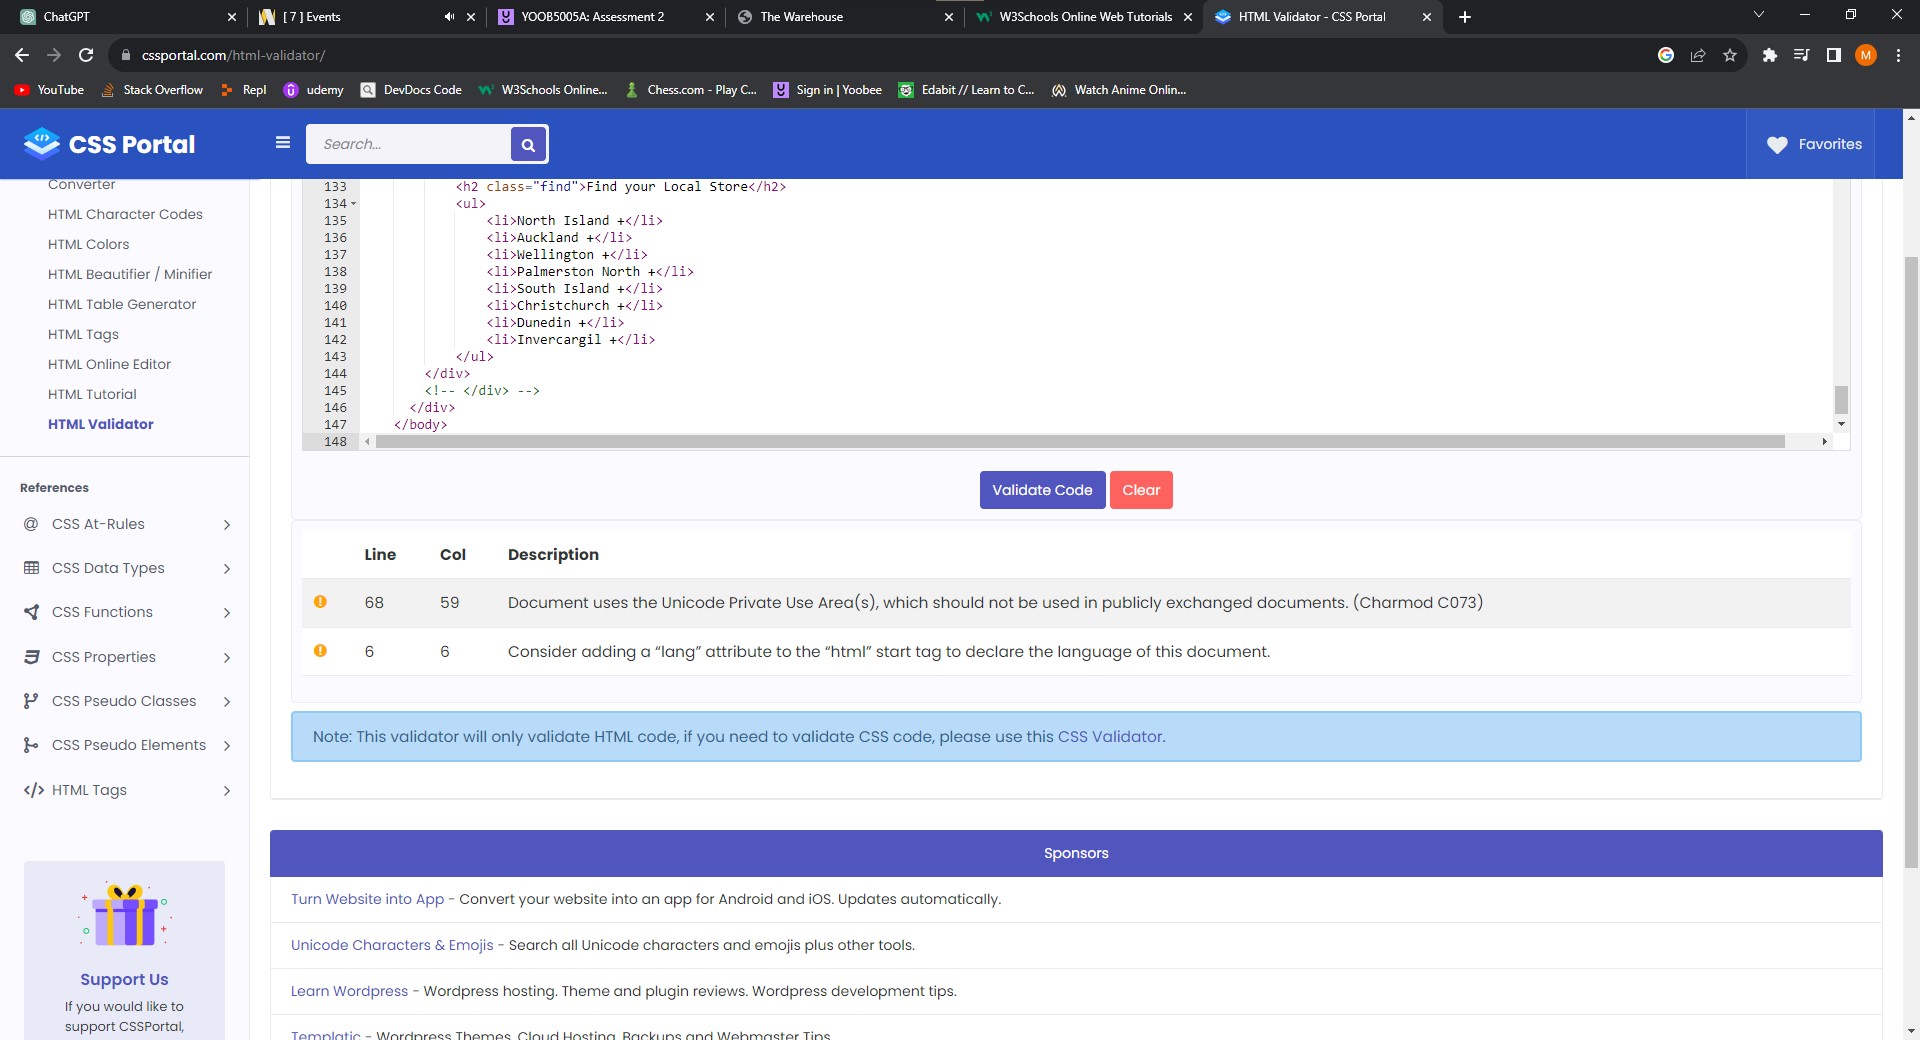 ChatGPT
[ 7 ] Events
YOOB5005A: Assessment 2
The Warehouse
W3Schools Online Web Tutorials
HTML Validator - CSS Portal
cssportal.com/html-validator/
M
YouTube
Stack Overflow
Repl
udemy
DevDocs Code
W3Schools Online...
Chess.com - Play C...
Sign in | Yoobee
Edabit // Learn to C...
Watch Anime Onlin...
CSS Portal
Search...
Favorites
Converter
HTML Character Codes
HTML Colors
HTML Beautifier / Minifier
HTML Table Generator
HTML Tags
HTML Online Editor
HTML Tutorial
HTML Validator
References
@ CSS At-Rules
CSS Data Types
CSS Functions
CSS Properties
CSS Pseudo Classes
CSS Pseudo Elements
</> HTML Tags
Support Us
If you would like to
support CSSPortal,
133 <h2 class="find">Find your Local Store</h2>
134 <ul>
135 <li>North Island +</li>
136 <li>Auckland +</li>
137 <li>Wellington +</li>
138 <li>Palmerston North +</li>
139 <li>South Island +</li>
140 <li>Christchurch +</li>
141 <li>Dunedin +</li>
142 <li>Invercargil +</li>
143 </ul>
144 </div>
145 <!-- </div> -->
146 </div>
147 </body>
148
Validate Code
Clear
Line Col Description
68 59 Document uses the Unicode Private Use Area(s), which should not be used in publicly exchanged documents. (Charmod C073)
6 6 Consider adding a “lang” attribute to the “html” start tag to declare the language of this document.
Note: This validator will only validate HTML code, if you need to validate CSS code, please use this CSS Validator.
Sponsors
Turn Website into App - Convert your website into an app for Android and iOS. Updates automatically.
Unicode Characters & Emojis - Search all Unicode characters and emojis plus other tools.
Learn Wordpress - Wordpress hosting. Theme and plugin reviews. Wordpress development tips.
Templatic - Wordpress Themes, Cloud Hosting, Backups and Webmaster Tips